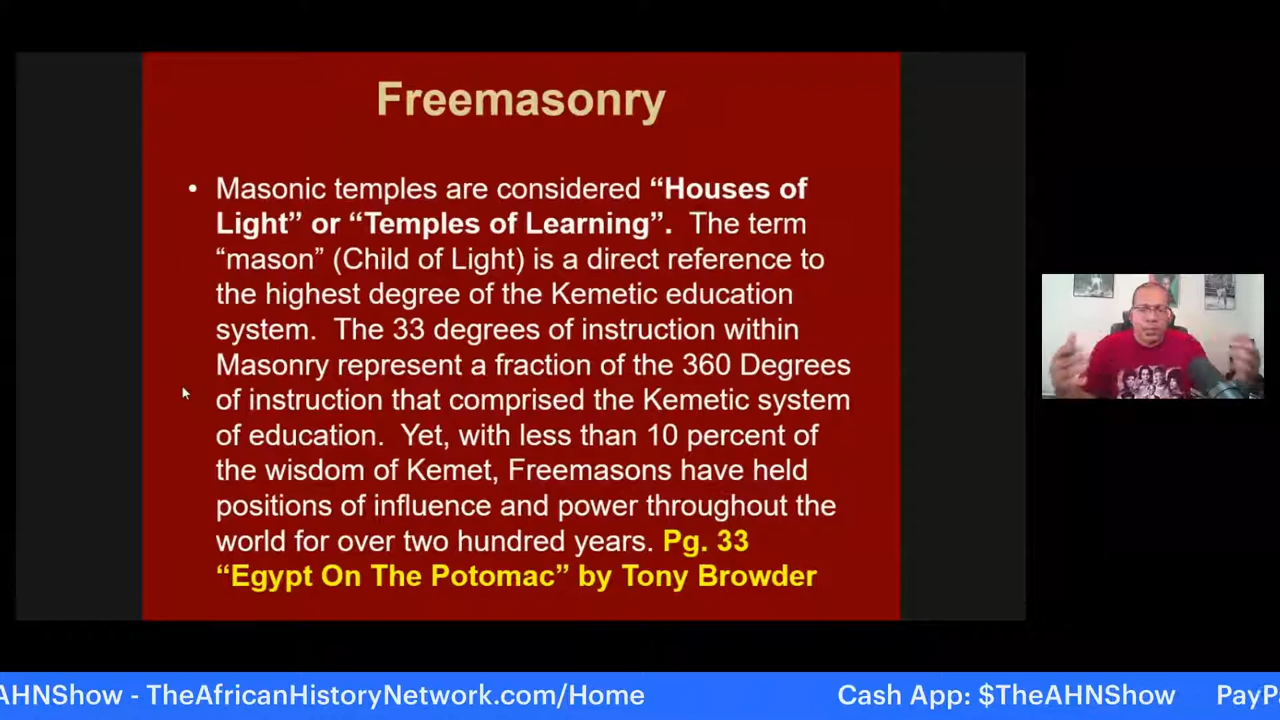 Freemasonry
• Masonic temples are considered “Houses of
Light” or “Temples of Learning”. The term
“mason” (Child of Light) is a direct reference to
the highest degree of the Kemetic education
system. The 33 degrees of instruction within
Masonry represent a fraction of the 360 Degrees
of instruction that comprised the Kemetic system
of education. Yet, with less than 10 percent of
the wisdom of Kemet, Freemasons have held
positions of influence and power throughout the
world for over two hundred years. Pg. 33
“Egypt On The Potomac” by Tony Browder
AHNShow - TheAfricanHistoryNetwork.com/Home Cash App: $TheAHNShow PayP